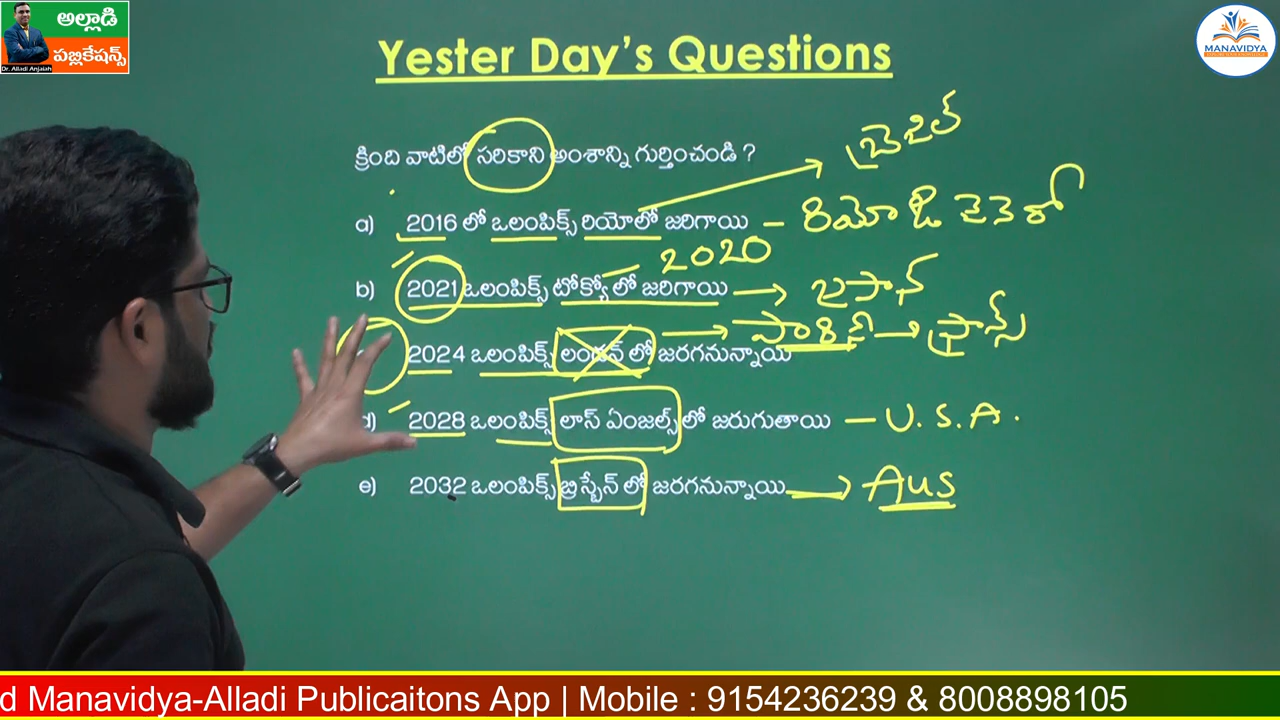 అల్లాడి
పబ్లికేషన్స్
Dr. Alladi Anjaiah
MANAVIDYA
Yester Day's Questions
క్రింది వాటిలో సరికాని అంశాన్ని గుర్తించండి ?
బ్రెజిల్
a) 2016 లో ఒలంపిక్స్ రియోలో జరిగాయి – రియో డి జెనెరో
2020
b) 2021 ఒలంపిక్స్ టోక్యో లో జరిగాయి → జపాన్
2024 ఒలంపిక్స్ లండన్ లో జరగనున్నాయి → పారిస్ → ఫ్రాన్స్
d) 2028 ఒలంపిక్స్ లాస్ ఏంజల్స్ లో జరుగుతాయి – U.S.A.
e) 2032 ఒలంపిక్స్ బ్రిస్బేన్ లో జరగనున్నాయి → Aus
d Manavidya-Alladi Publicaitons App | Mobile : 9154236239 & 8008898105